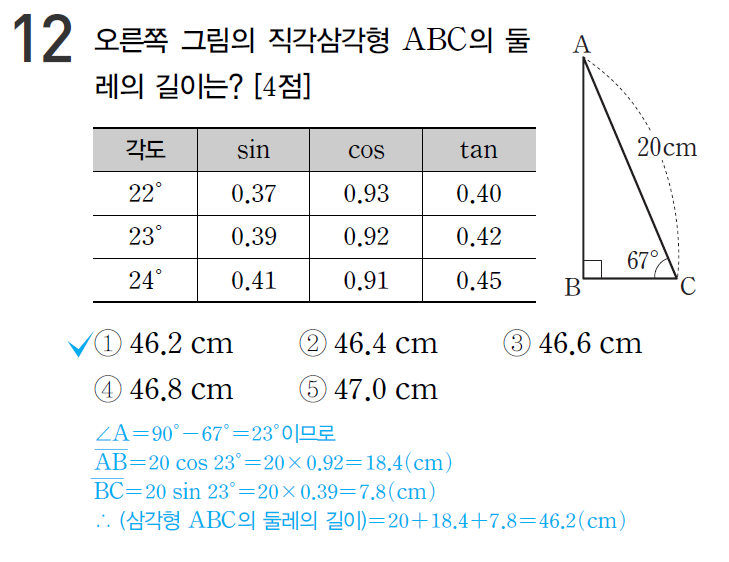 12 오른쪽 그림의 직각삼각형 ABC의 둘
레의 길이는? [4점]
각도 sin cos tan
22° 0.37 0.93 0.40
23° 0.39 0.92 0.42
24° 0.41 0.91 0.45
A
20cm
67°
B C
① 46.2 cm ② 46.4 cm ③ 46.6 cm
④ 46.8 cm ⑤ 47.0 cm
∠A=90°-67°=23°이므로
A̅B̅=20 cos 23°=20×0.92=18.4(cm)
B̅C̅=20 sin 23°=20×0.39=7.8(cm)
∴ (삼각형 ABC의 둘레의 길이)=20+18.4+7.8=46.2(cm)